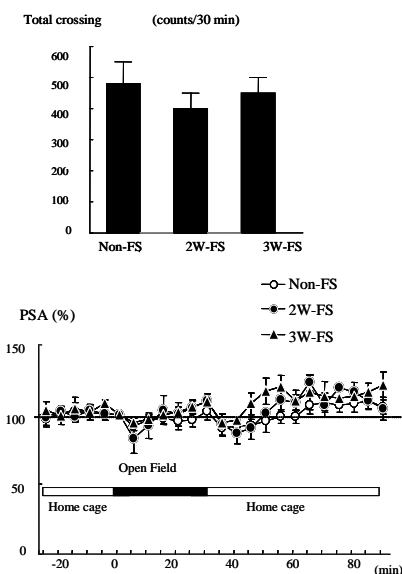 Total crossing (counts/30 min)
600
500
400
300
200
100
0
Non-FS 2W-FS 3W-FS
Non-FS
2W-FS
3W-FS
PSA (%)
150
100
Open Field
50
Home cage Home cage
0
-20 0 20 40 60 80 (min)